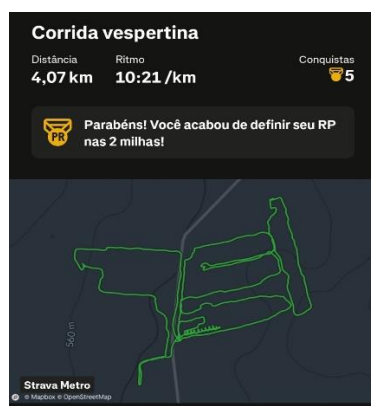 Corrida vespertina
Distância Ritmo Conquistas
4,07 km 10:21 /km 5
PR
Parabéns! Você acabou de definir seu RP
nas 2 milhas!
560 m
Strava Metro
© Mapbox © OpenStreetMap